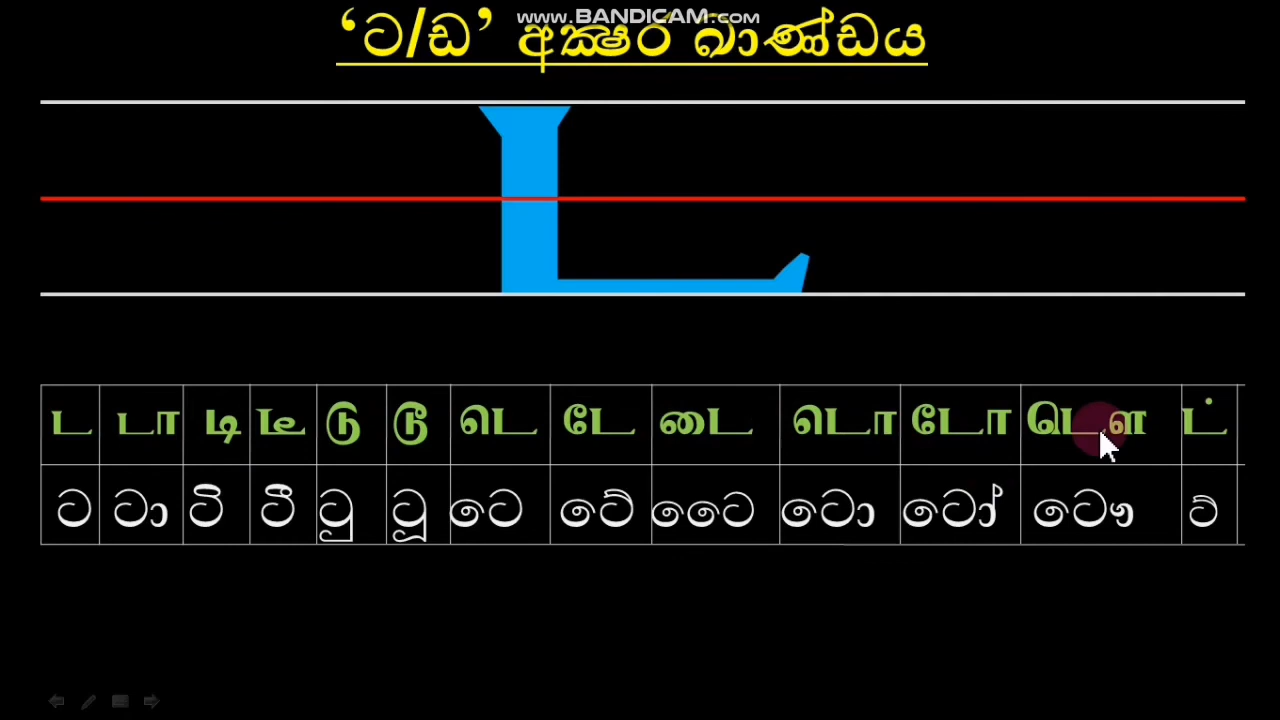 www.BANDICAM.com
‘ට/ඩ’ අක්‍ෂර ඛාණ්ඩය
ட
ட டா டி டீ டு டூ டெ டே டை டொ டோ டௌ ட்
ට ටා ටි ටී ටු ටූ ටෙ ටේ ටෛ ටො ටෝ ටෞ ට්